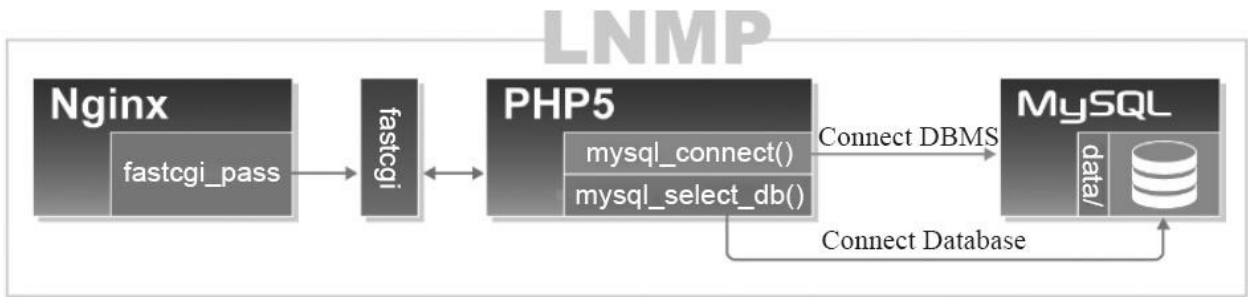 LNMP
Nginx
fastcgi_pass
fastcgi
PHP5
mysql_connect()
mysql_select_db()
Connect DBMS
Connect Database
MySQL
data/